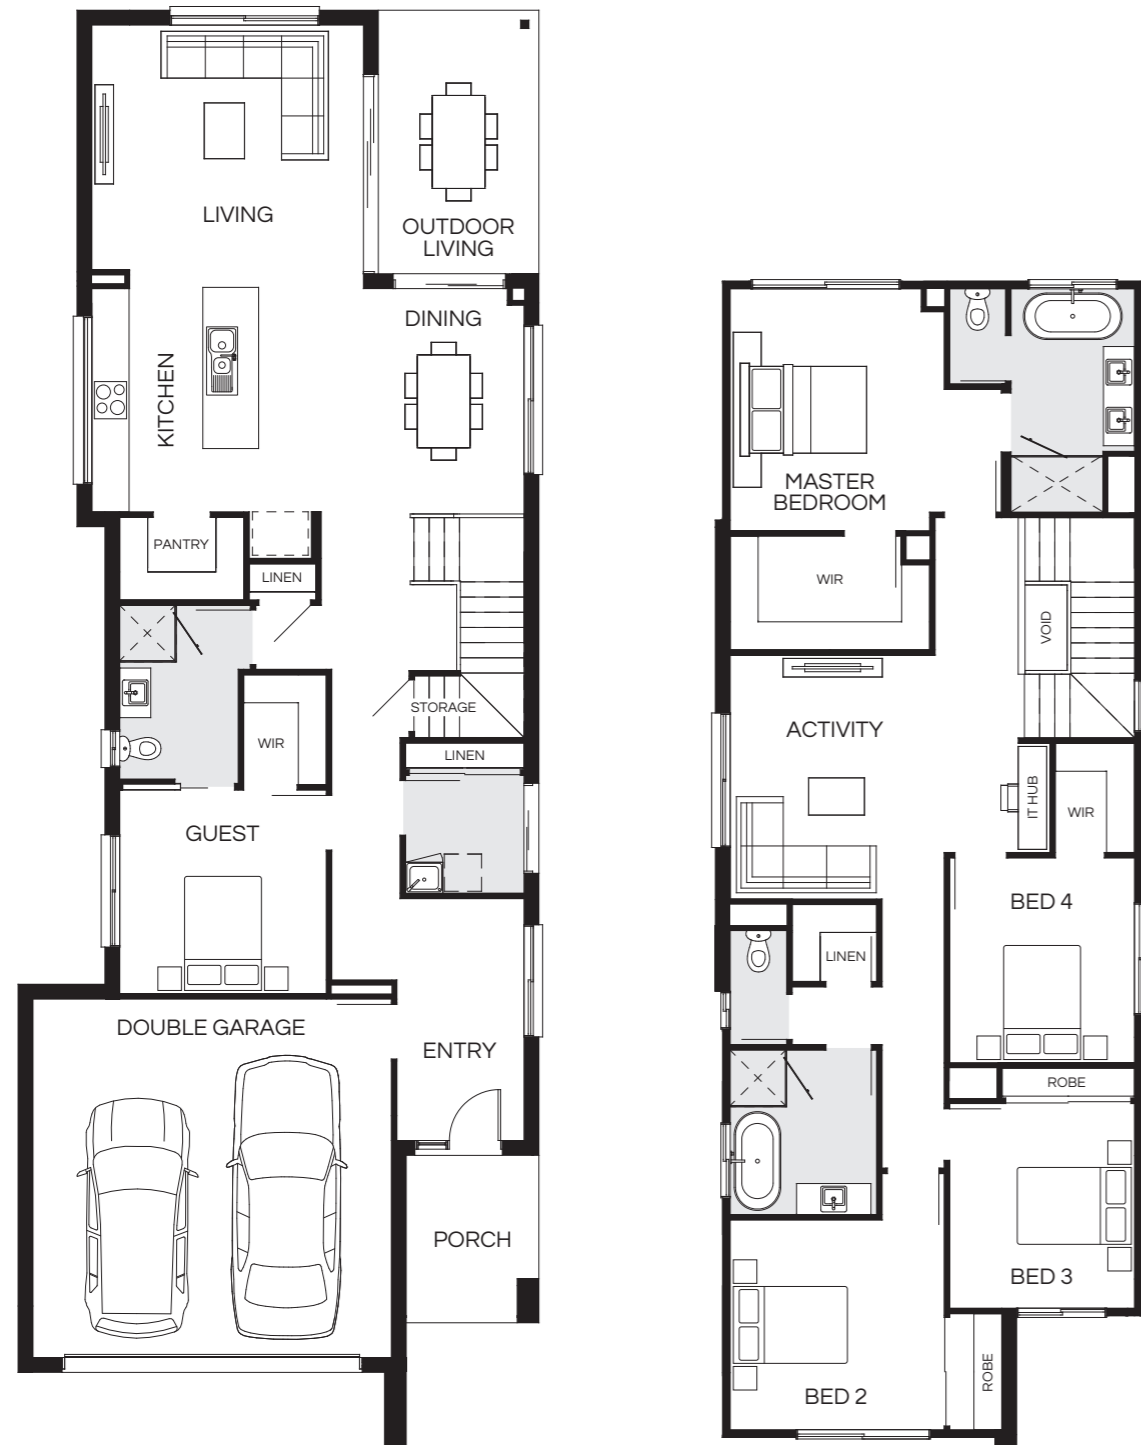 LIVING
OUTDOOR
LIVING
DINING
KITCHEN
PANTRY
LINEN
STORAGE
LINEN
WIR
GUEST
DOUBLE GARAGE
ENTRY
PORCH
MASTER
BEDROOM
WIR
VOID
ACTIVITY
IT HUB
WIR
BED 4
LINEN
ROBE
BED 3
BED 2
ROBE